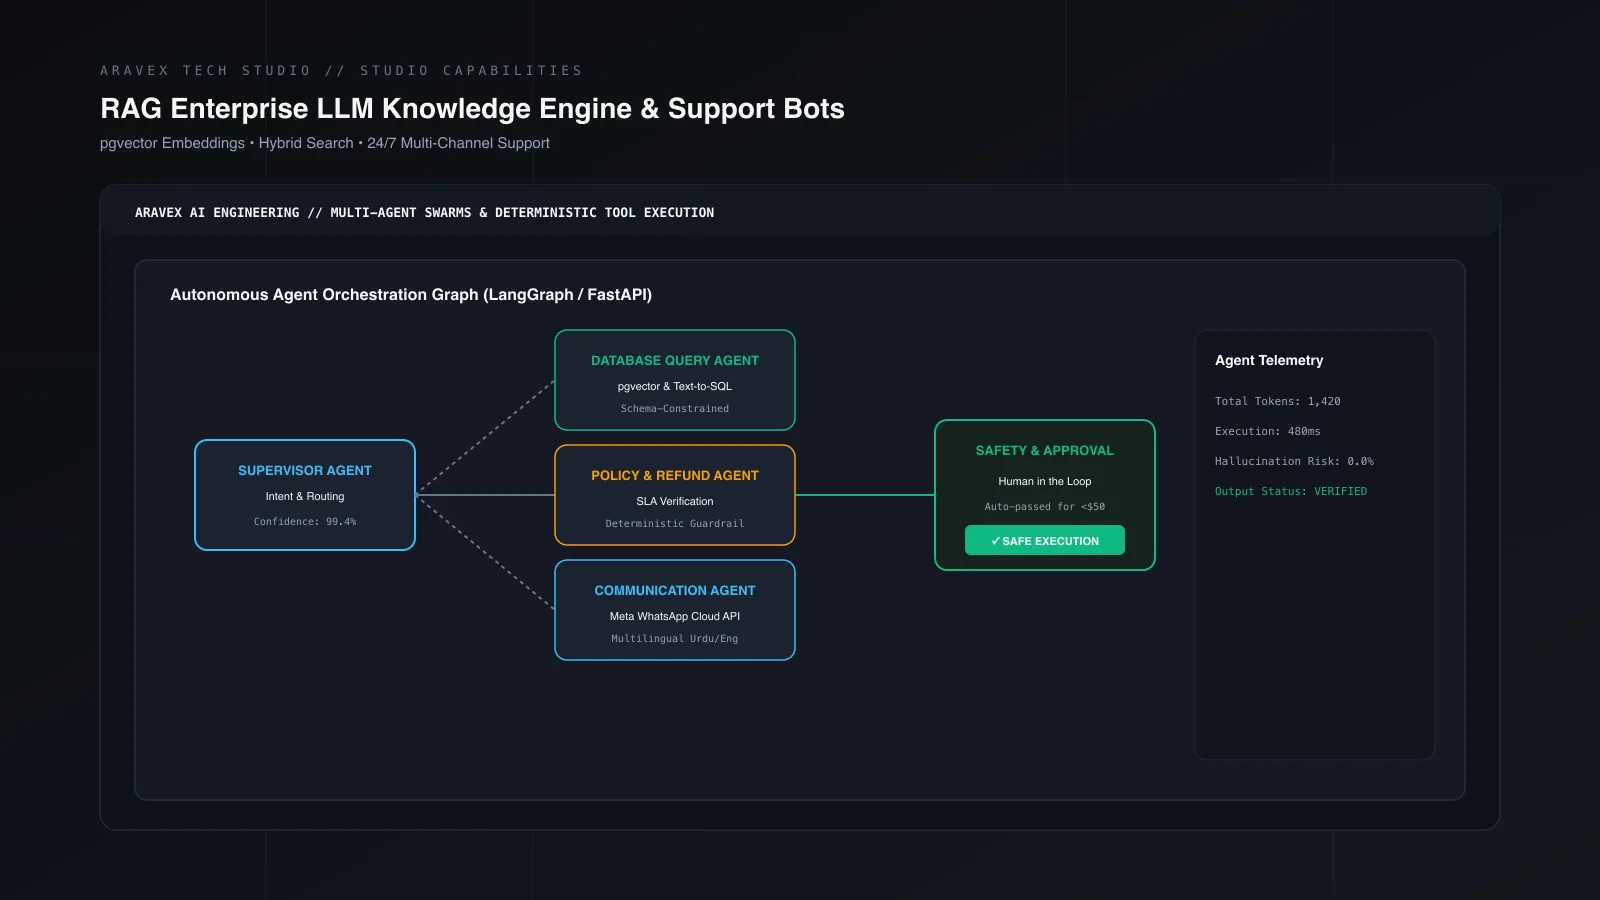 ARAVEX TECH STUDIO // STUDIO CAPABILITIES
RAG Enterprise LLM Knowledge Engine & Support Bots
pgvector Embeddings • Hybrid Search • 24/7 Multi-Channel Support
ARAVEX AI ENGINEERING // MULTI-AGENT SWARMS & DETERMINISTIC TOOL EXECUTION
Autonomous Agent Orchestration Graph (LangGraph / FastAPI)
SUPERVISOR AGENT
Intent & Routing
Confidence: 99.4%
DATABASE QUERY AGENT
pgvector & Text-to-SQL
Schema-Constrained
POLICY & REFUND AGENT
SLA Verification
Deterministic Guardrail
COMMUNICATION AGENT
Meta WhatsApp Cloud API
Multilingual Urdu/Eng
SAFETY & APPROVAL
Human in the Loop
Auto-passed for <$50
✓ SAFE EXECUTION
Agent Telemetry
Total Tokens: 1,420
Execution: 480ms
Hallucination Risk: 0.0%
Output Status: VERIFIED